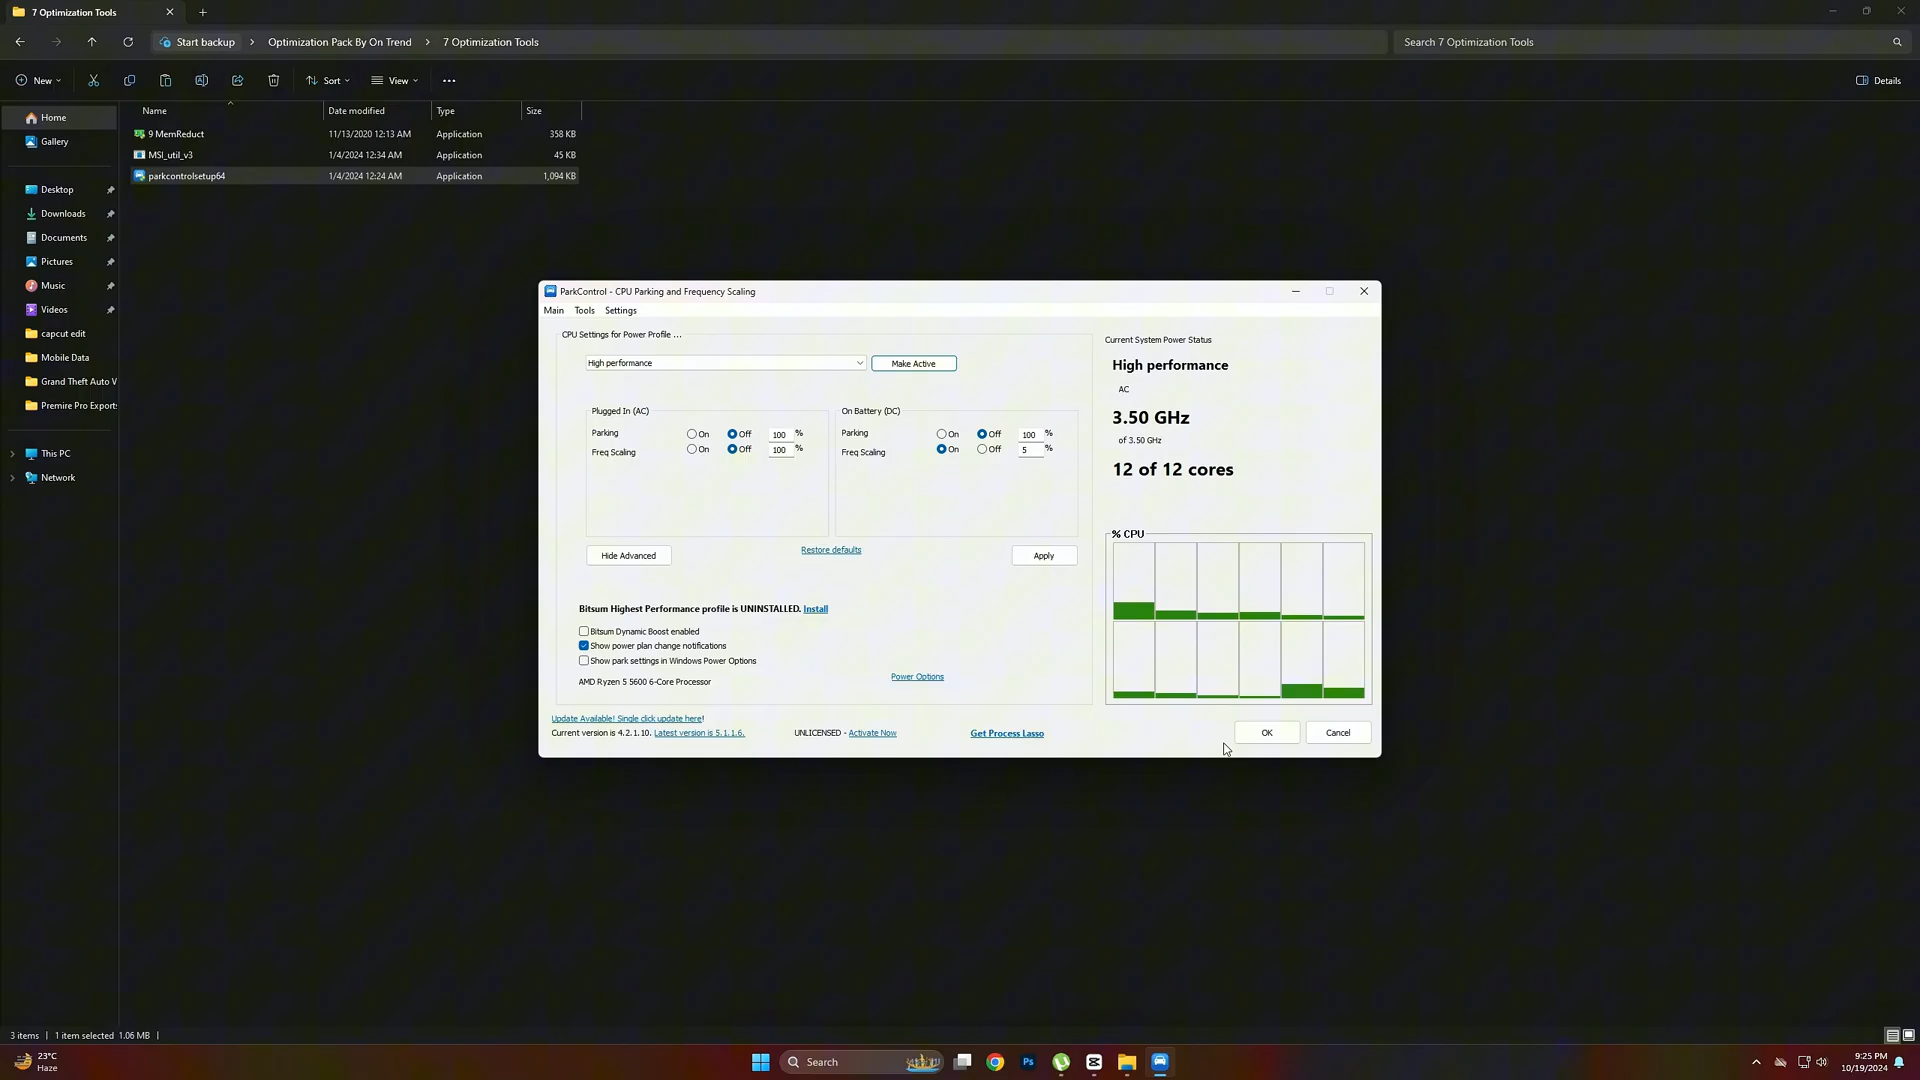 7 Optimization Tools
Start backup
Optimization Pack By On Trend
7 Optimization Tools
Search 7 Optimization Tools
New
Sort
View
Details
Name
Date modified
Type
Size
9 MemReduct
11/13/2020 12:13 AM
Application
358 KB
MSI_util_v3
1/4/2024 12:34 AM
Application
45 KB
parkcontrolsetup64
1/4/2024 12:24 AM
Application
1,094 KB
Home
Gallery
Desktop
Downloads
Documents
Pictures
Music
Videos
capcut edit
Mobile Data
Grand Theft Auto V
Premire Pro Exports
This PC
Network
ParkControl - CPU Parking and Frequency Scaling
Main Tools Settings
CPU Settings for Power Profile ...
High performance
Make Active
Plugged In (AC)
Parking On Off 100 %
Freq Scaling On Off 100 %
On Battery (DC)
Parking On Off 100 %
Freq Scaling On Off 5 %
Hide Advanced
Restore defaults
Apply
Bitsum Highest Performance profile is UNINSTALLED. Install
Bitsum Dynamic Boost enabled
Show power plan change notifications
Show park settings in Windows Power Options
AMD Ryzen 5 5600 6-Core Processor
Power Options
Update Available! Single click update here!
Current version is 4.2.1.10. Latest version is 5.1.1.6.
UNLICENSED - Activate Now
Get Process Lasso
Current System Power Status
High performance
AC
3.50 GHz
of 3.50 GHz
12 of 12 cores
% CPU
OK
Cancel
3 items
1 item selected 1.06 MB
23°C
Haze
Search
Ps
9:25 PM
10/19/2024